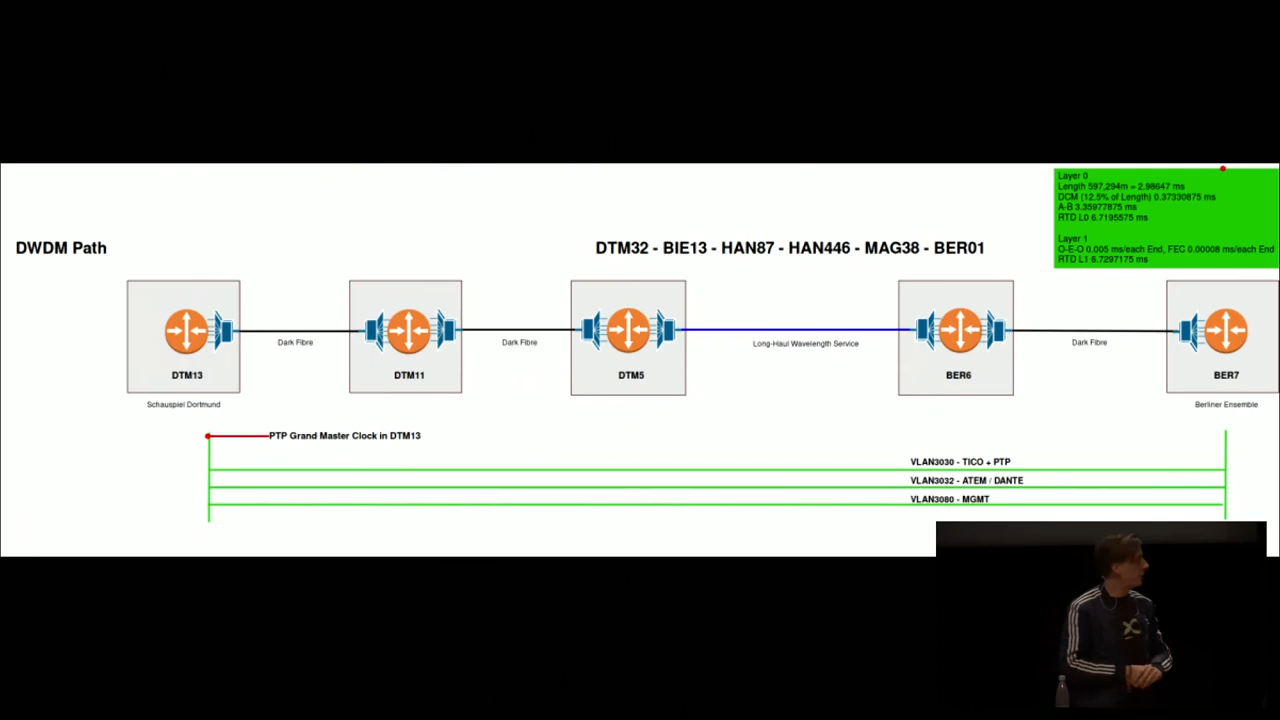 Layer 0
Length 597,294m = 2.98647 ms
DCM (12.5% of Length) 0.37330875 ms
A-B 3.35977875 ms
RTD L0 6.7195575 ms
Layer 1
O-E-O 0.005 ms/each End, FEC 0.00008 ms/each End
RTD L1 6.7297175 ms
DWDM Path
DTM32 - BIE13 - HAN87 - HAN446 - MAG38 - BER01
Dark Fibre
Dark Fibre
Long-Haul Wavelength Service
Dark Fibre
DTM13
DTM11
DTM5
BER6
BER7
Schauspiel Dortmund
Berliner Ensemble
PTP Grand Master Clock in DTM13
VLAN3030 - TICO + PTP
VLAN3032 - ATEM / DANTE
VLAN3080 - MGMT